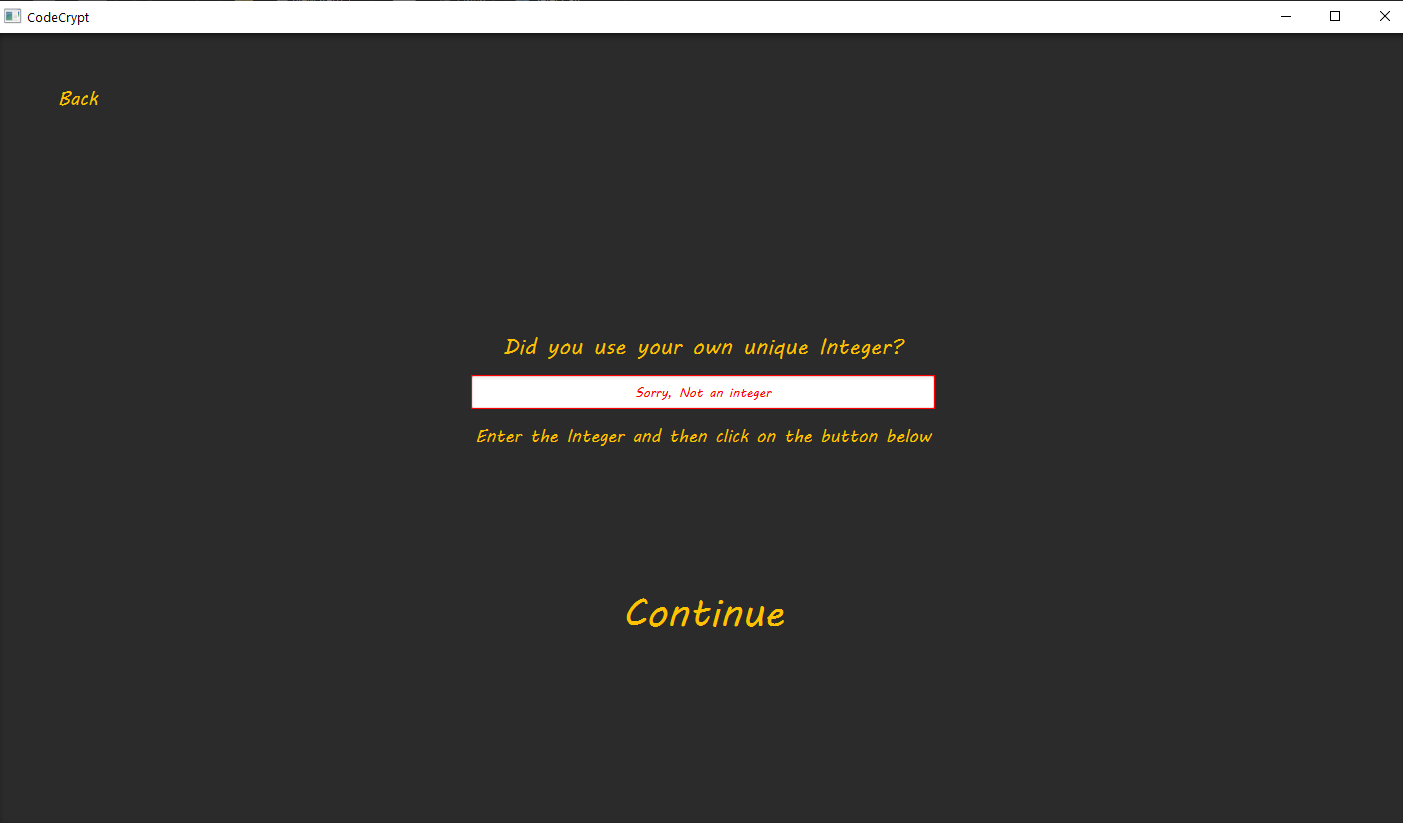 CodeCrypt
Back
Did you use your own unique Integer?
Sorry, Not an integer
Enter the Integer and then click on the button below
Continue